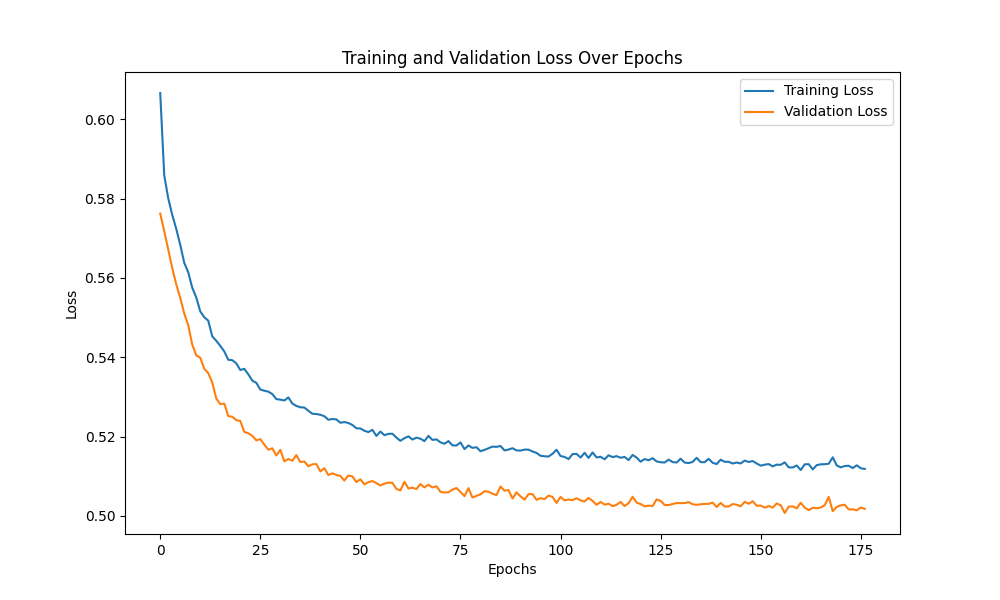 Training and Validation Loss Over Epochs
Training Loss
Validation Loss
0.60
0.58
0.56
0.54
0.52
0.50
Loss
0 25 50 75 100 125 150 175
Epochs